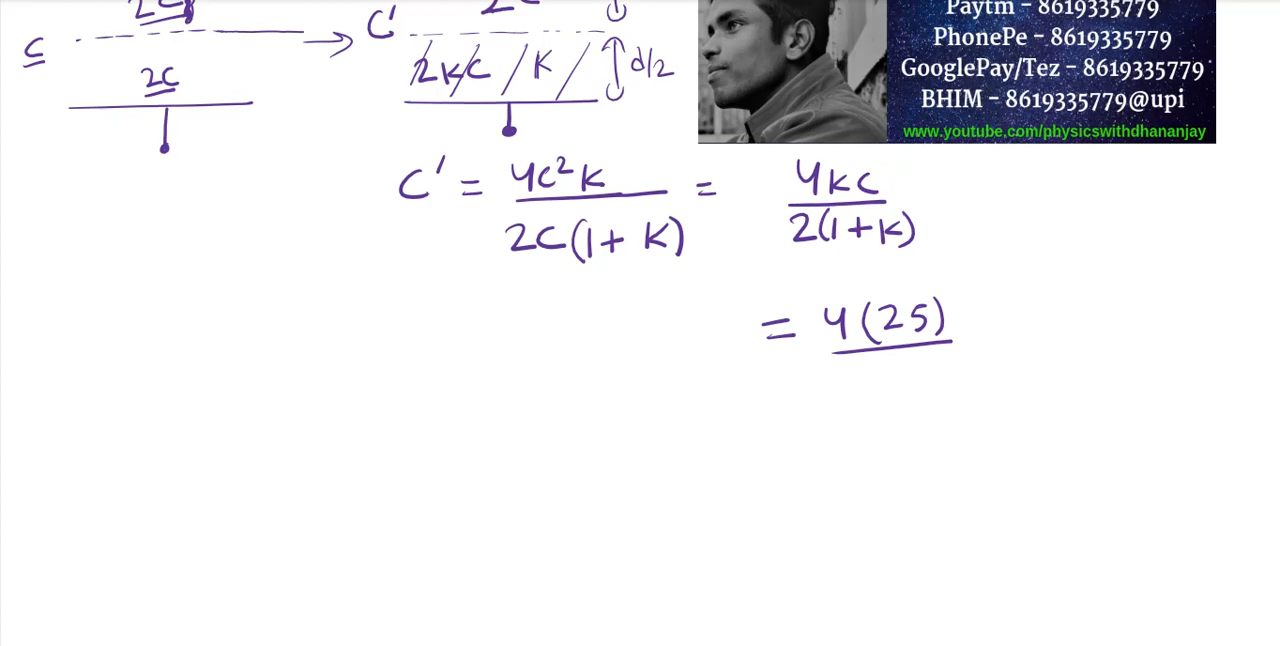 2C 2C
Paytm - 8619335779
C C'
PhonePe - 8619335779
2C 2KC K d/2
GooglePay/Tez - 8619335779
BHIM - 8619335779@upi
www.youtube.com/physicswithdhananjay
C' = 4C²K / 2C(1 + K) = 4KC / 2(1+K)
= 4(25)